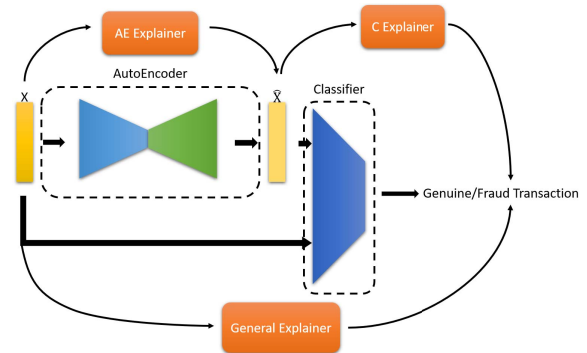 AE Explainer
C Explainer
AutoEncoder
Classifier
X
X̄
Genuine/Fraud Transaction
General Explainer